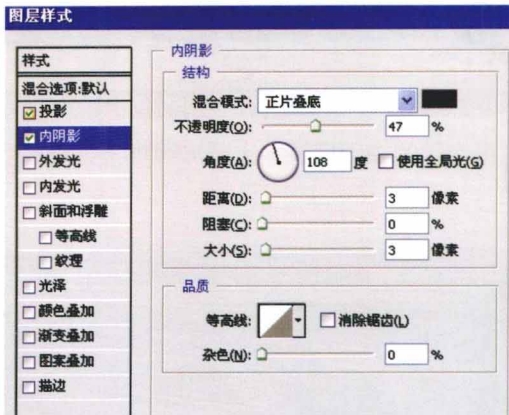 图层样式
样式
混合选项:默认
投影
内阴影
外发光
内发光
斜面和浮雕
等高线
纹理
光泽
颜色叠加
渐变叠加
图案叠加
描边
内阴影
结构
混合模式: 正片叠底
不透明度(O): 47 %
角度(A): 108 度 使用全局光(G)
距离(D): 3 像素
阻塞(C): 0 %
大小(S): 3 像素
品质
等高线: 消除锯齿(L)
杂色(N): 0 %